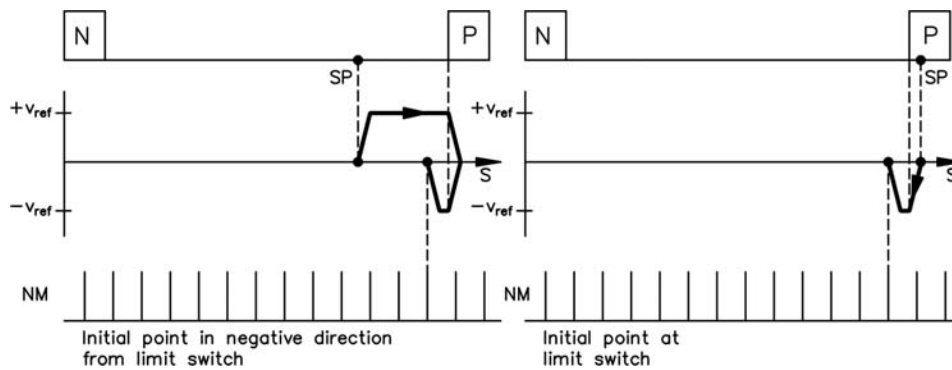 N
P
SP
+vref
S
−vref
NM
Initial point in negative direction
from limit switch
N
P
SP
+vref
S
−vref
NM
Initial point at
limit switch